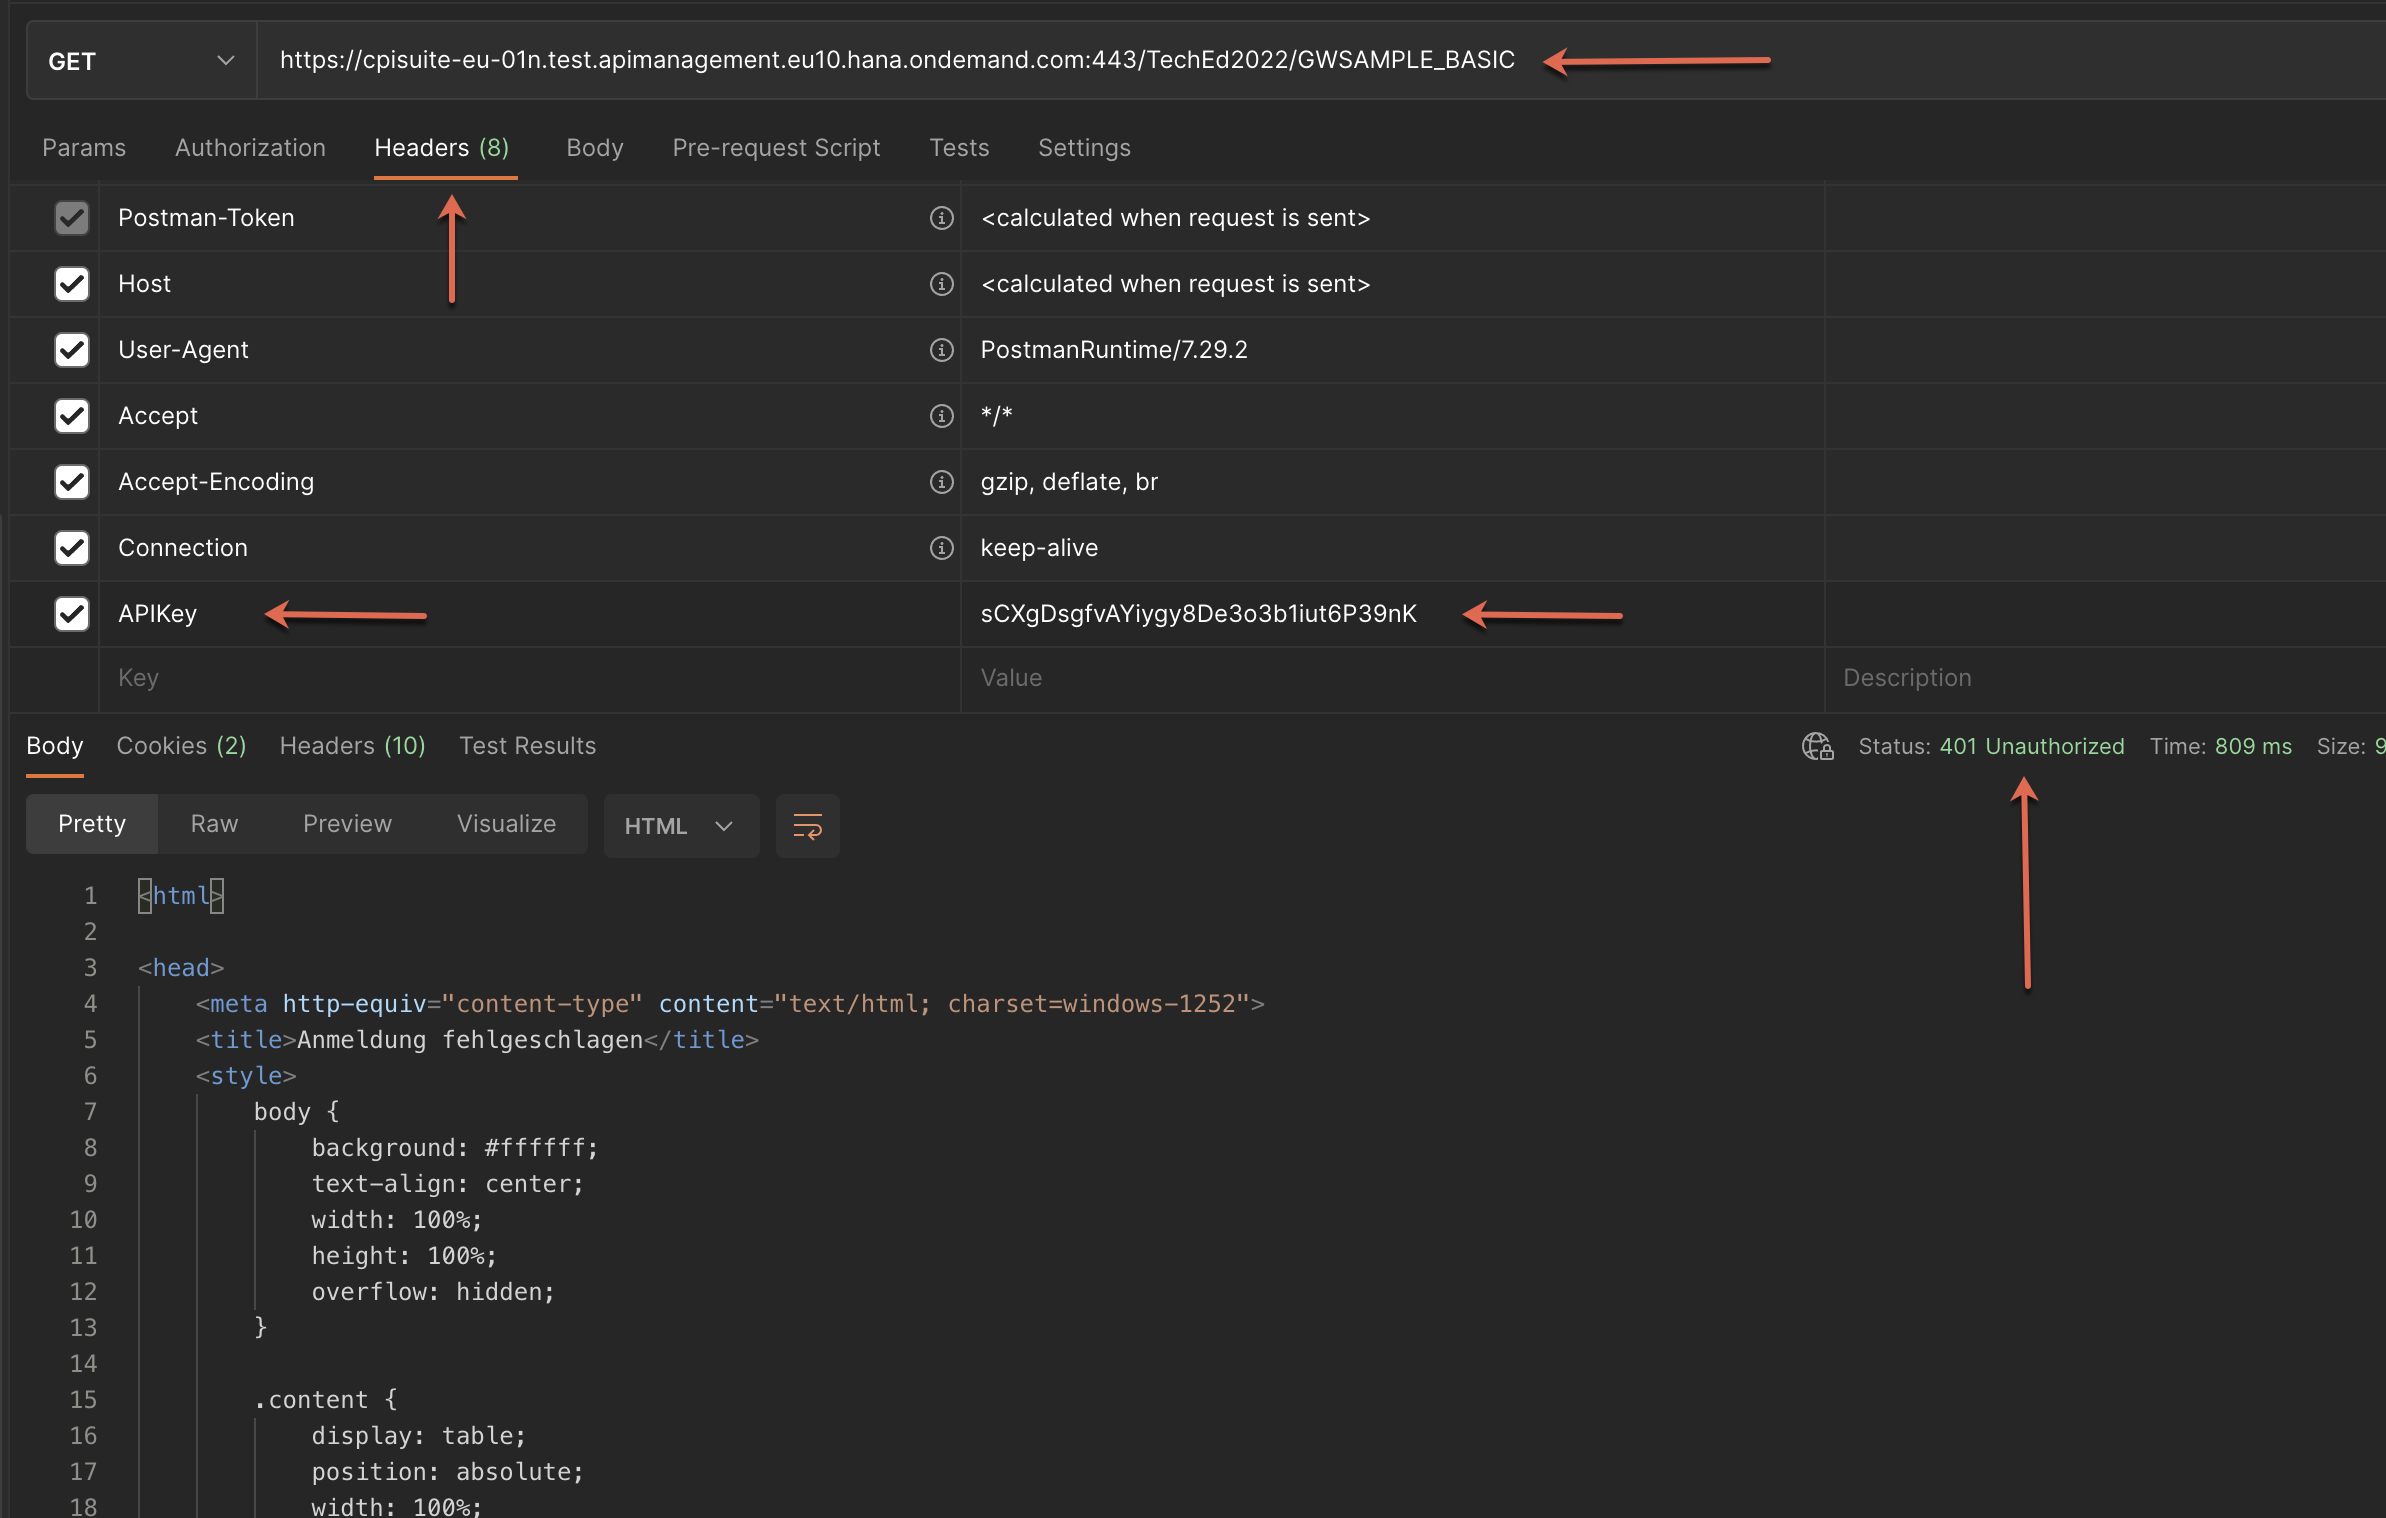 GET https://cpisuite-eu-01n.test.apimanagement.eu10.hana.ondemand.com:443/TechEd2022/GWSAMPLE_BASIC
Params Authorization Headers (8) Body Pre-request Script Tests Settings
Postman-Token <calculated when request is sent>
Host <calculated when request is sent>
User-Agent PostmanRuntime/7.29.2
Accept */*
Accept-Encoding gzip, deflate, br
Connection keep-alive
APIKey sCXgDsgfvAYiygy8De3o3b1iut6P39nK
Key Value Description
Body Cookies (2) Headers (10) Test Results Status: 401 Unauthorized Time: 809 ms Size: 9
Pretty Raw Preview Visualize HTML
1 <html>
2
3 <head>
4 <meta http-equiv="content-type" content="text/html; charset=windows-1252">
5 <title>Anmeldung fehlgeschlagen</title>
6 <style>
7 body {
8 background: #ffffff;
9 text-align: center;
10 width: 100%;
11 height: 100%;
12 overflow: hidden;
13 }
14
15 .content {
16 display: table;
17 position: absolute;
18 width: 100%;